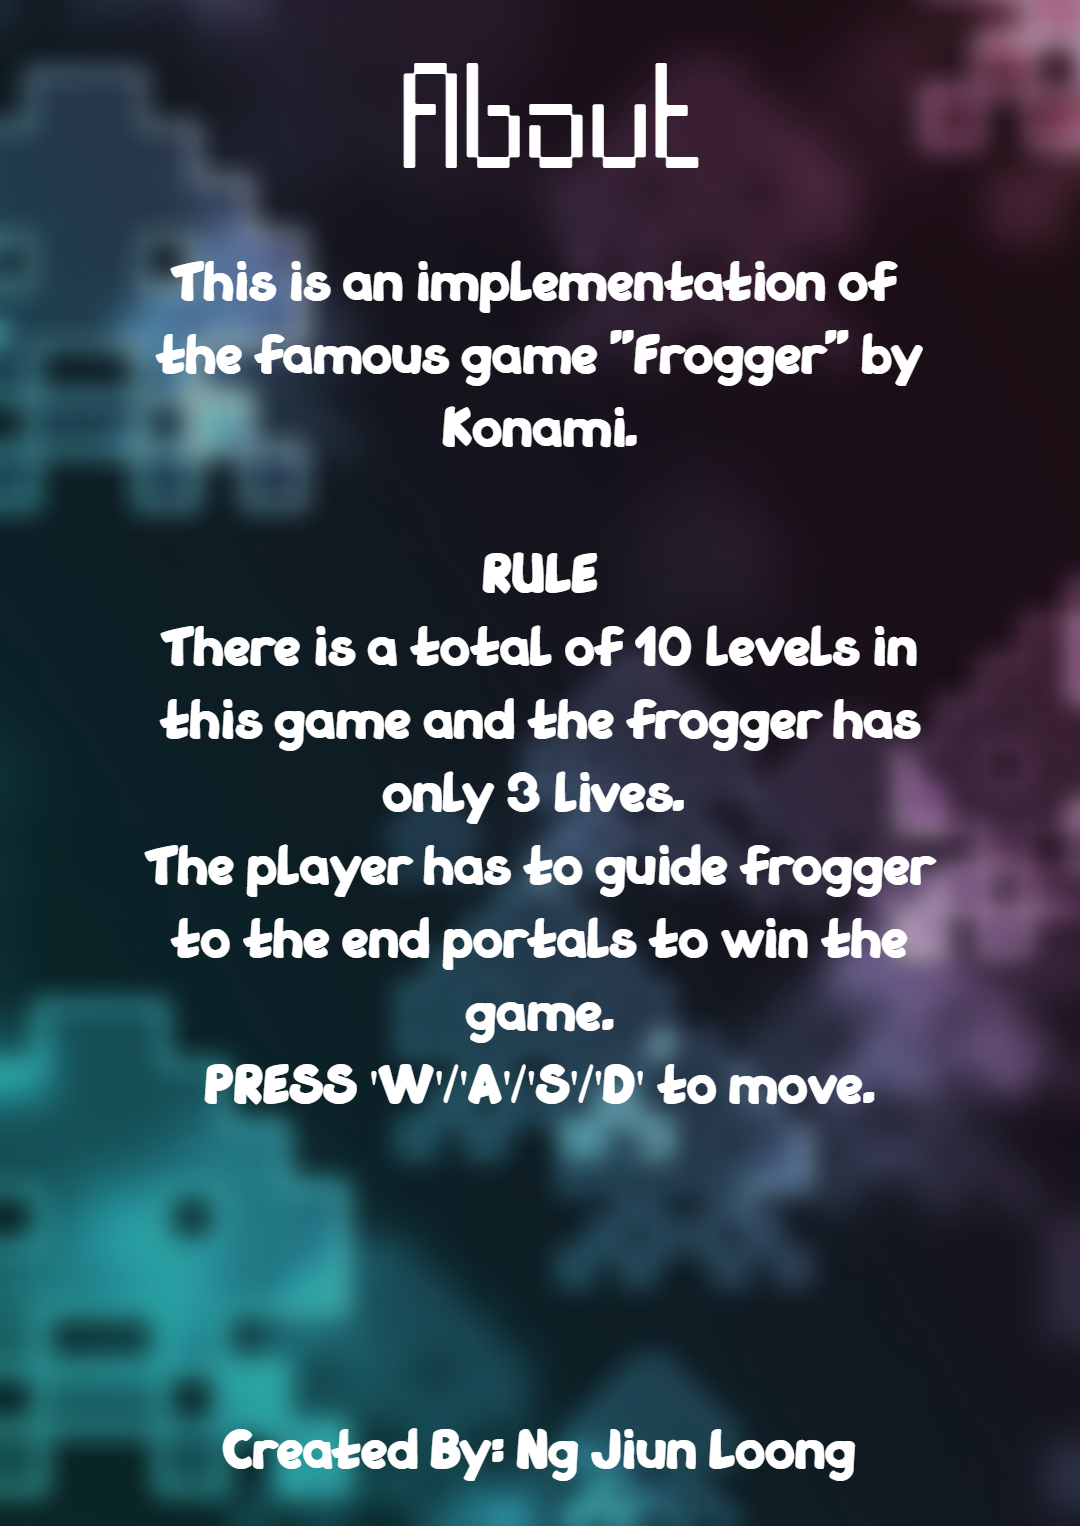 About
This is an implementation of
the famous game "Frogger" by
Konami.
RULE
There is a total of 10 levels in
this game and the frogger has
only 3 lives.
The player has to guide frogger
to the end portals to win the
game.
PRESS 'W'/'A'/'S'/'D' to move.
Created By: Ng Jiun Loong